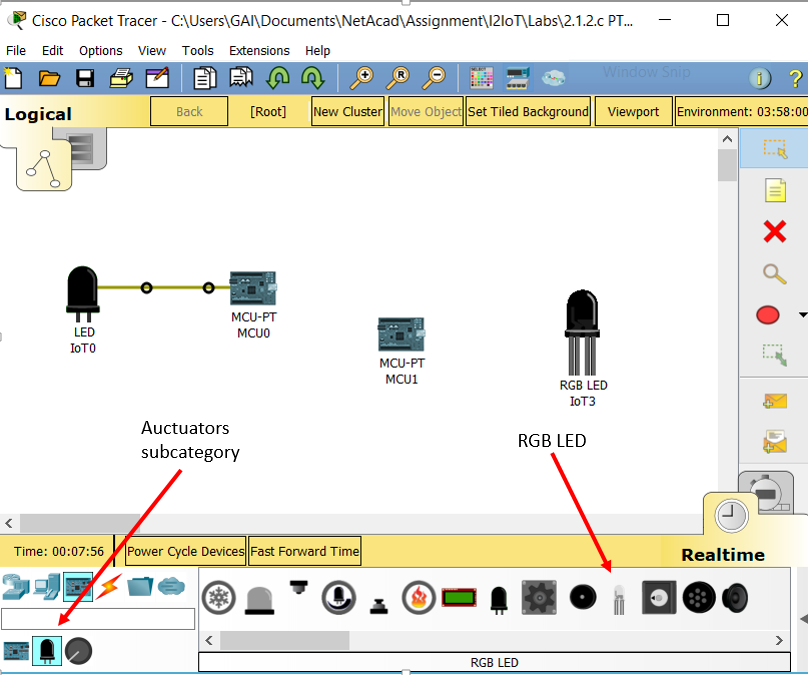 Cisco Packet Tracer - C:\Users\GAI\Documents\NetAcad\Assignment\I2IoT\Labs\2.1.2.c PT...
File Edit Options View Tools Extensions Help
Window Snip
R
i ?
Logical
Back [Root] New Cluster Move Object Set Tiled Background Viewport Environment: 03:58:00
LED
IoT0
MCU-PT
MCU0
MCU-PT
MCU1
RGB LED
IoT3
Auctuators
subcategory
RGB LED
Time: 00:07:56 Power Cycle Devices Fast Forward Time
Realtime
RGB LED